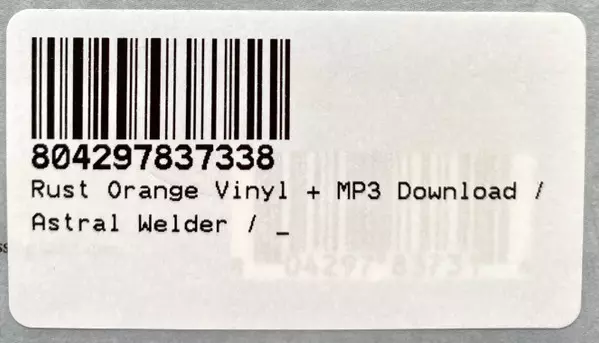 804297837338
Rust Orange Vinyl + MP3 Download /
Astral Welder / _